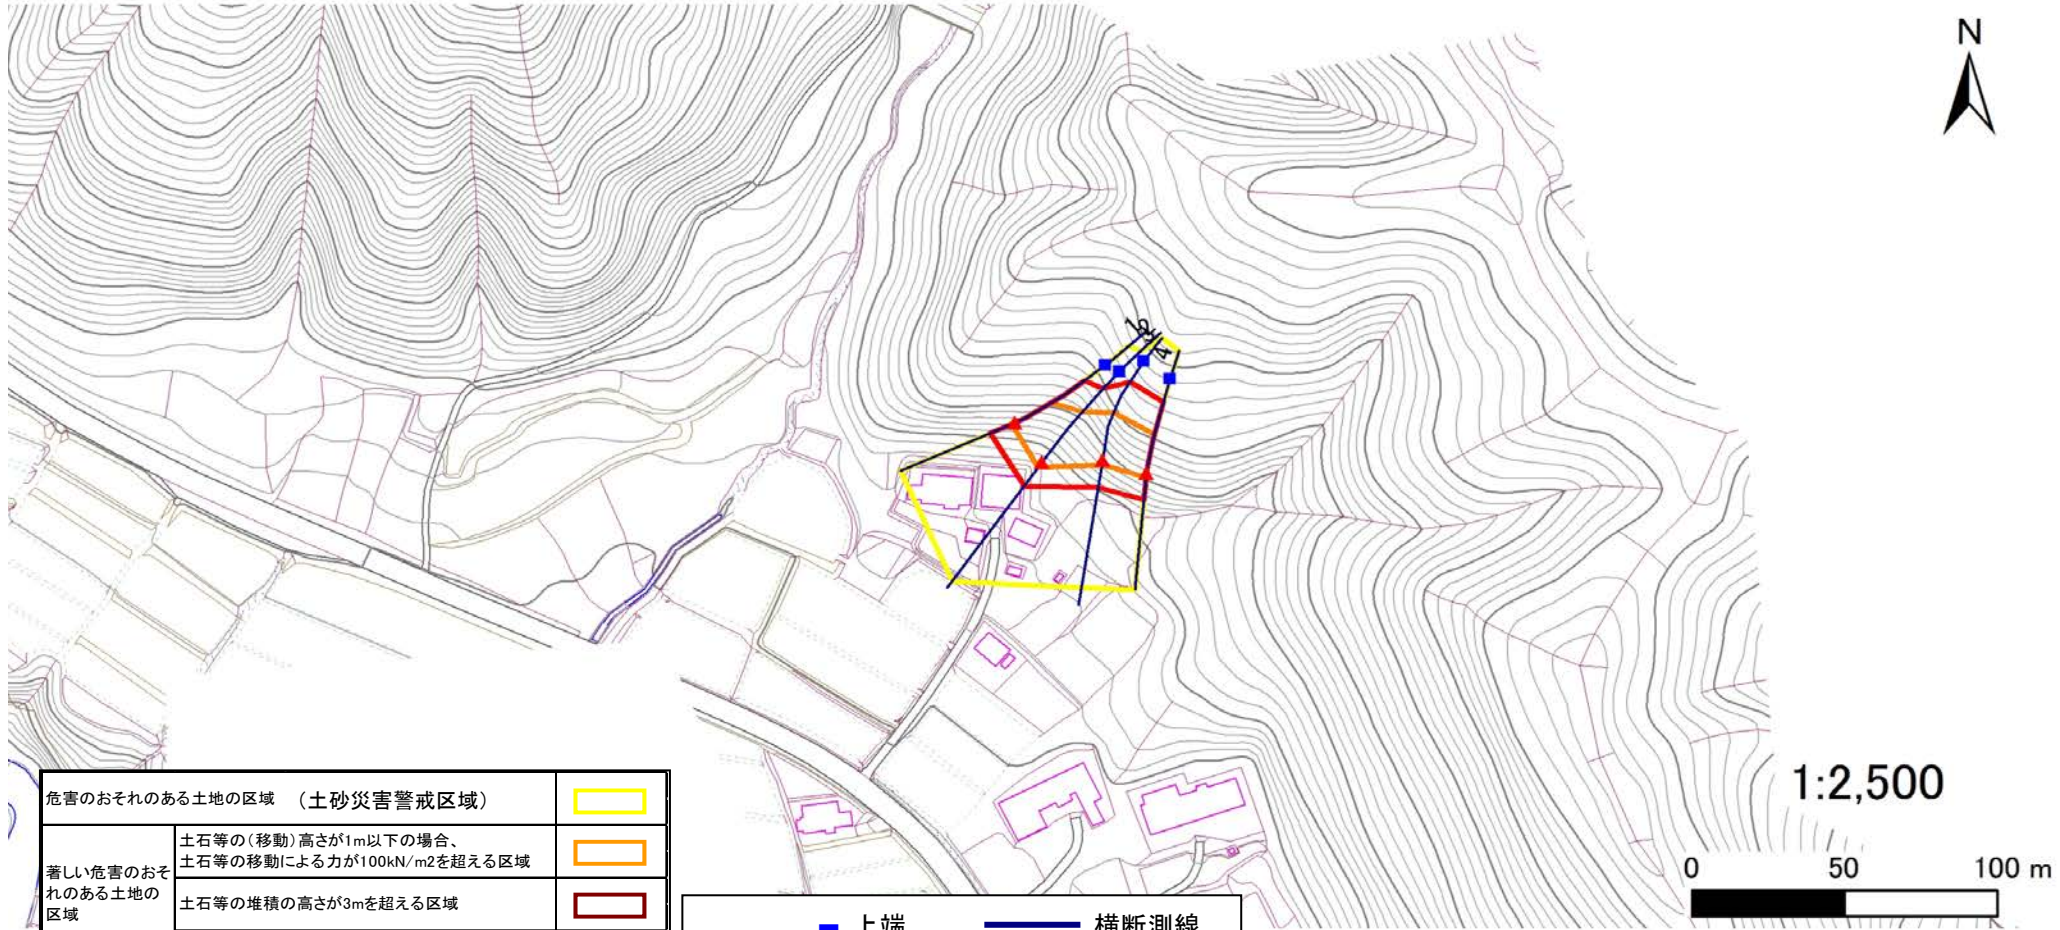 N
1
2
3
4
1:2,500
0 50 100 m
危害のおそれのある土地の区域 (土砂災害警戒区域)
著しい危害のおそ
れのある土地の
区域
土石等の(移動)高さが1m以下の場合、
土石等の移動による力が100kN/m2を超える区域
土石等の堆積の高さが3mを超える区域
上端 横断測線